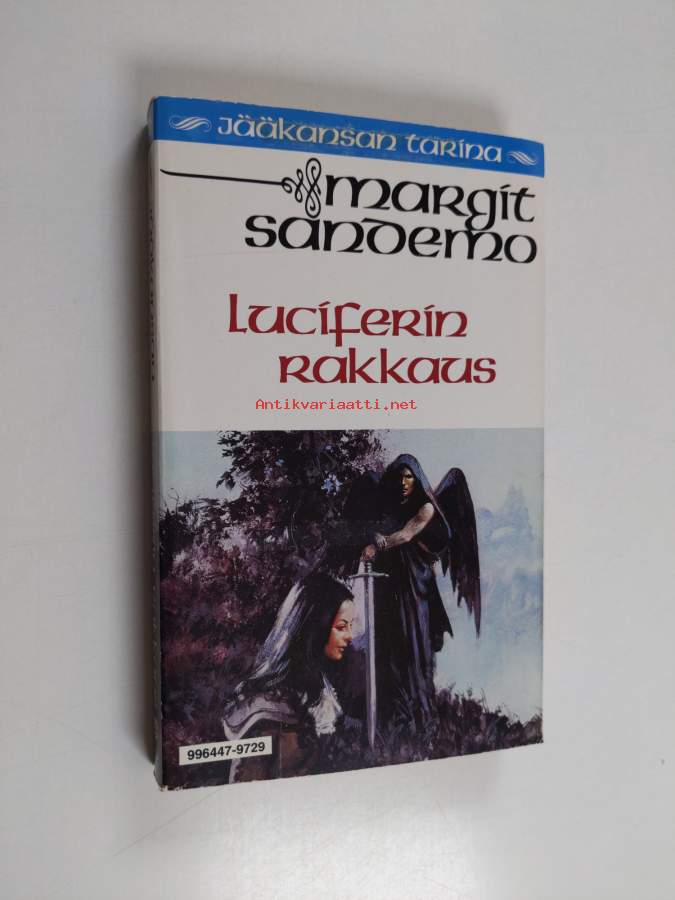 Jääkansan tarina
Margit
Sandemo
Luciferin
rakkaus
Antikvariaatti.net
996447-9729